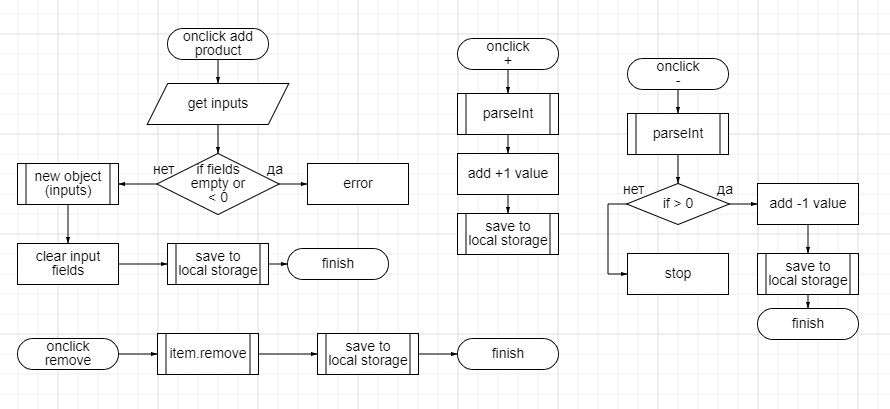 onclick add
product
get inputs
нет
if fields
empty or
< 0
да
new object
(inputs)
error
clear input
fields
save to
local storage
finish
onclick
+
parseInt
add +1 value
save to
local storage
onclick
-
parseInt
нет
if > 0
да
add -1 value
stop
save to
local storage
finish
onclick
remove
item.remove
save to
local storage
finish